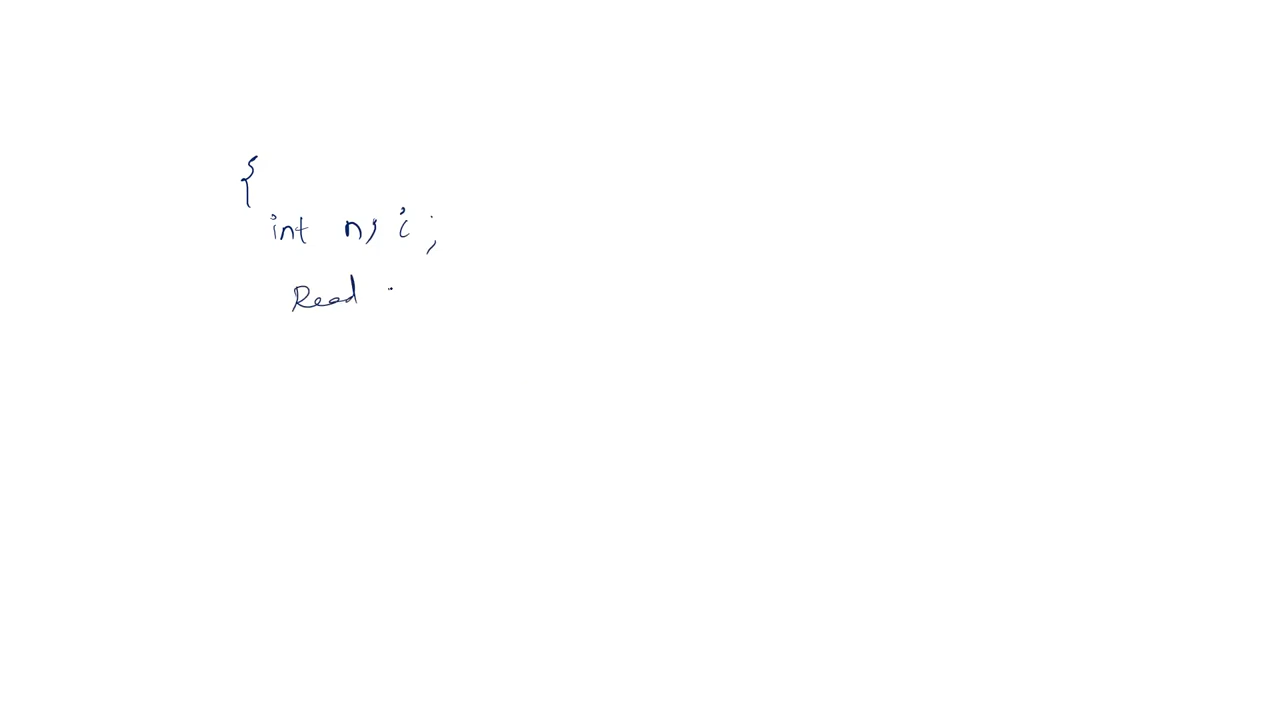 {
int n, i ;
Read